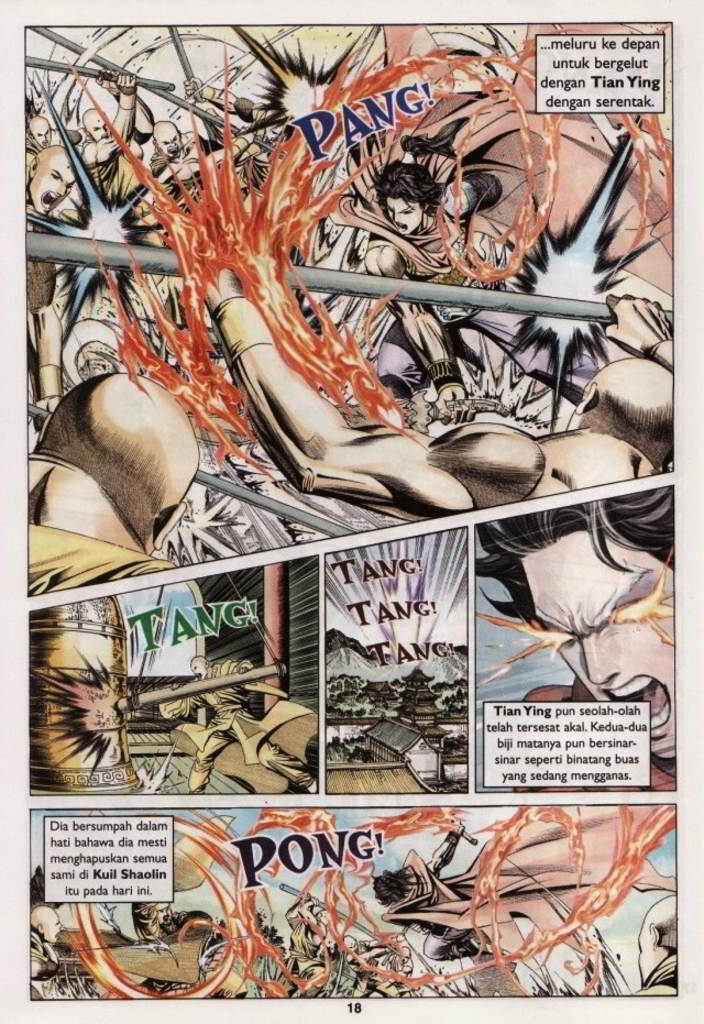 ...meluru ke depan
untuk bergelut
dengan Tian Ying
dengan serentak.
PANG!
TANG!
TANG!
TANG!
TANG!
Tian Ying pun seolah-olah
telah tersesat akal. Kedua-dua
biji matanya pun bersinar-
sinar seperti binatang buas
yang sedang mengganas.
Dia bersumpah dalam
hati bahawa dia mesti
menghapuskan semua
sami di Kuil Shaolin
itu pada hari ini.
PONG!
18